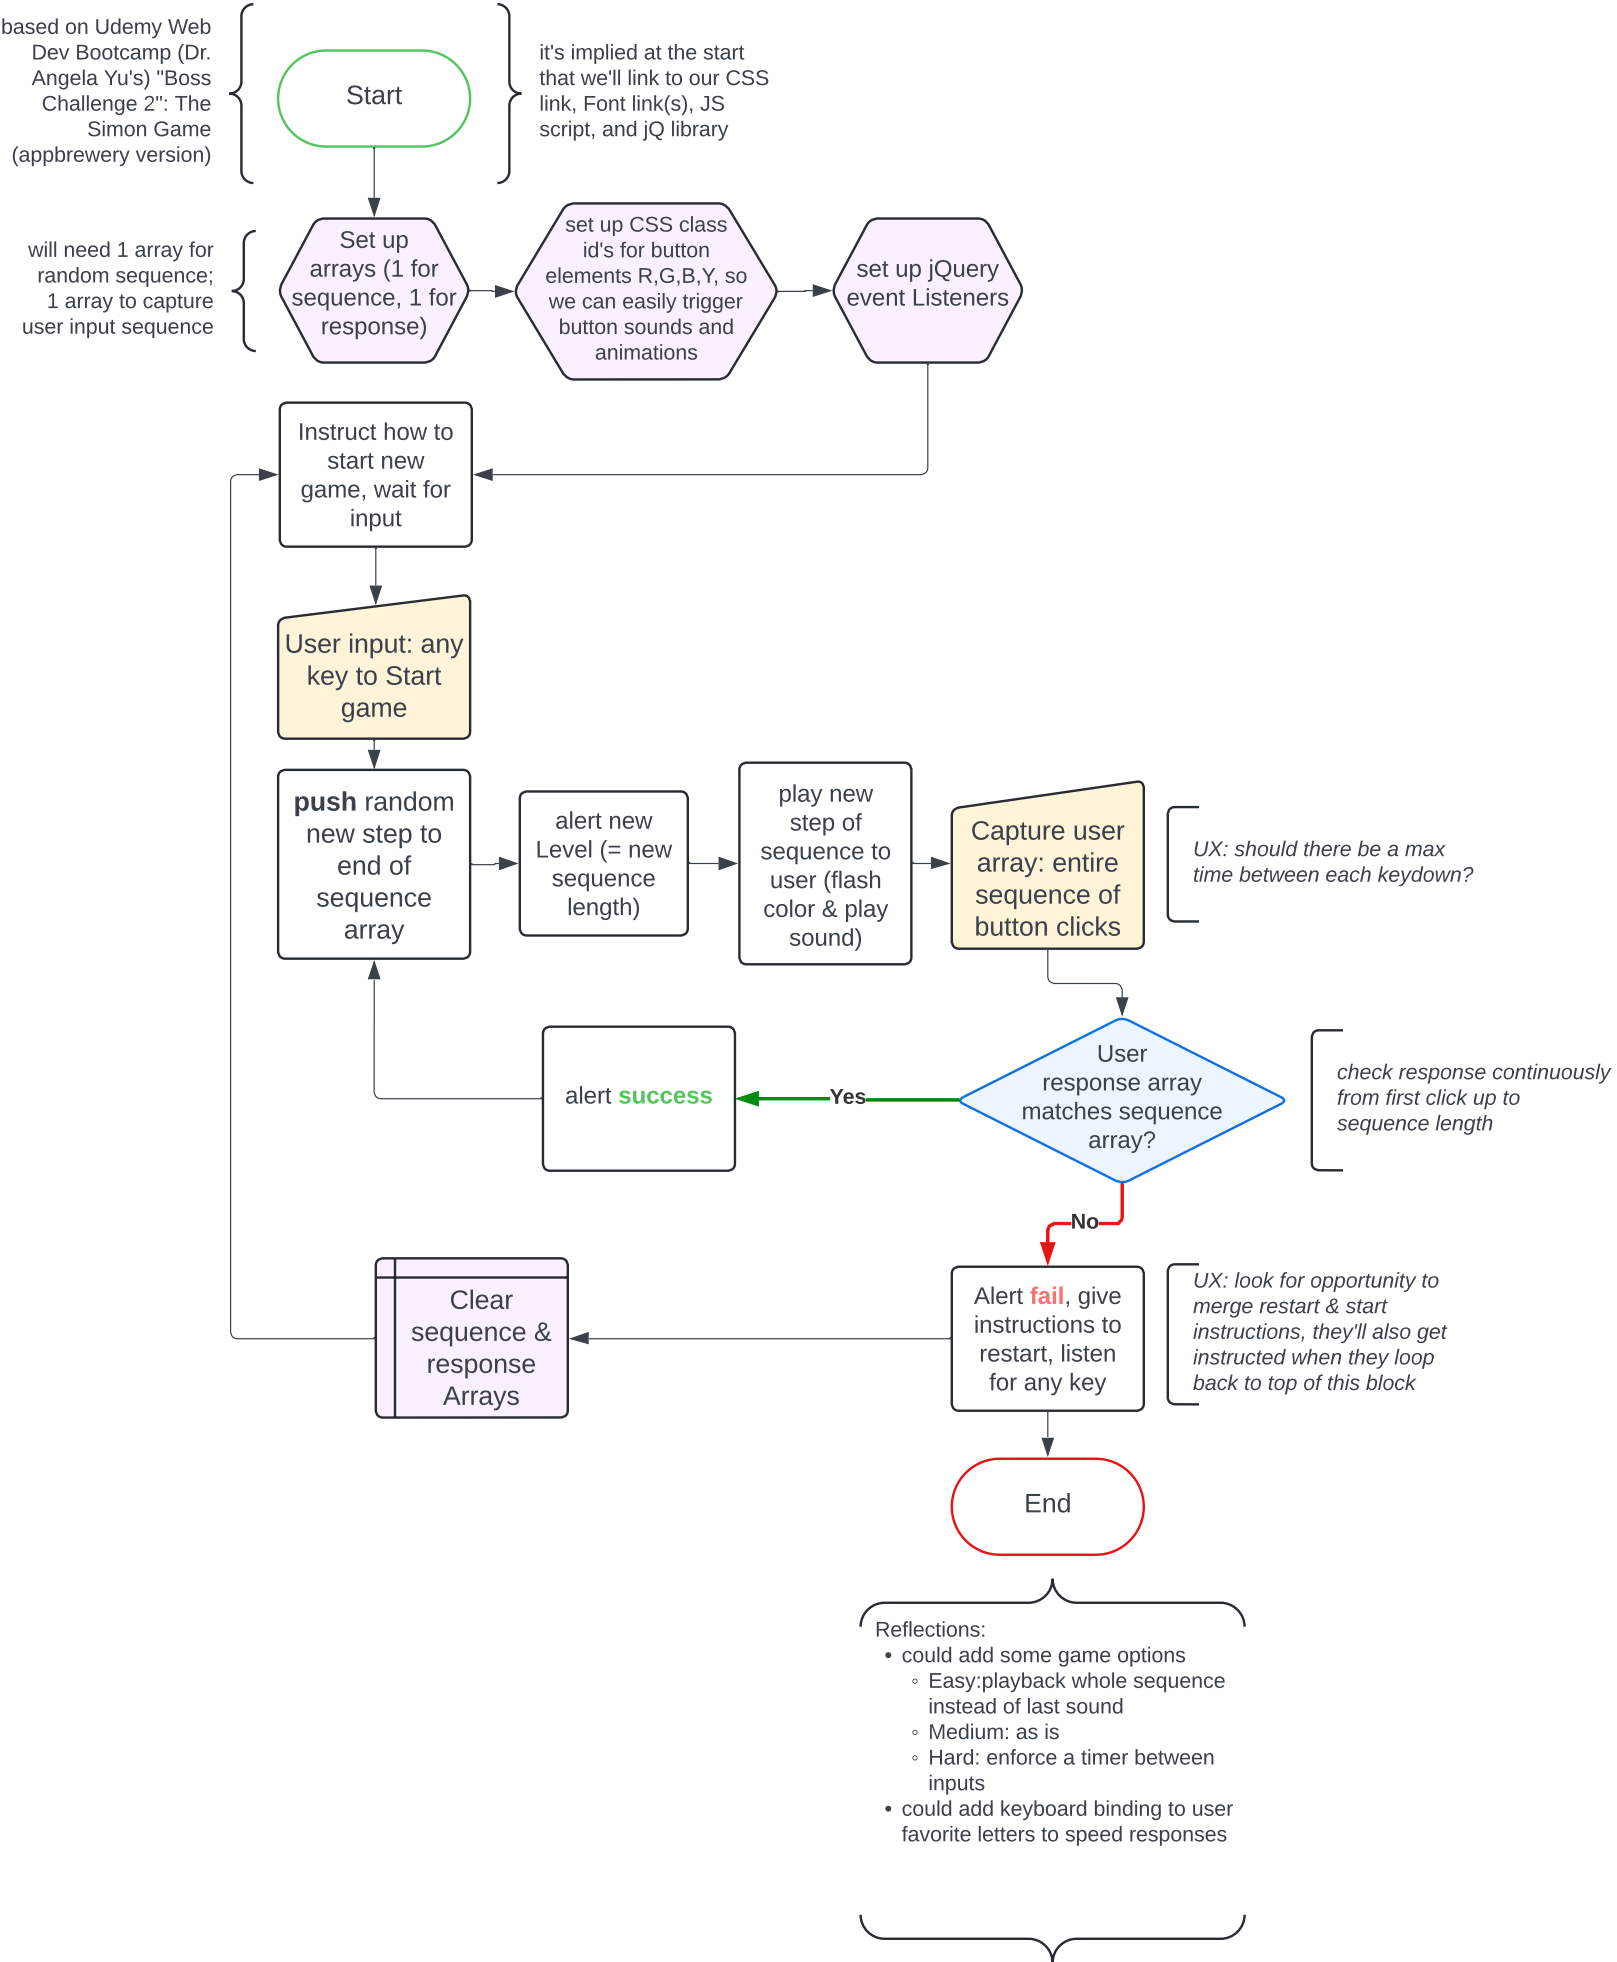 based on Udemy Web
Dev Bootcamp (Dr.
Angela Yu's) "Boss
Challenge 2": The
Simon Game
(appbrewery version)
Start
it's implied at the start
that we'll link to our CSS
link, Font link(s), JS
script, and jQ library
will need 1 array for
random sequence;
1 array to capture
user input sequence
Set up
arrays (1 for
sequence, 1 for
response)
set up CSS class
id's for button
elements R,G,B,Y, so
we can easily trigger
button sounds and
animations
set up jQuery
event Listeners
Instruct how to
start new
game, wait for
input
User input: any
key to Start
game
push random
new step to
end of
sequence
array
alert new
Level (= new
sequence
length)
play new
step of
sequence to
user (flash
color & play
sound)
Capture user
array: entire
sequence of
button clicks
UX: should there be a max
time between each keydown?
User
response array
matches sequence
array?
check response continuously
from first click up to
sequence length
Yes
alert success
No
Alert fail, give
instructions to
restart, listen
for any key
UX: look for opportunity to
merge restart & start
instructions, they'll also get
instructed when they loop
back to top of this block
Clear
sequence &
response
Arrays
End
Reflections:
• could add some game options
◦ Easy:playback whole sequence
instead of last sound
◦ Medium: as is
◦ Hard: enforce a timer between
inputs
• could add keyboard binding to user
favorite letters to speed responses